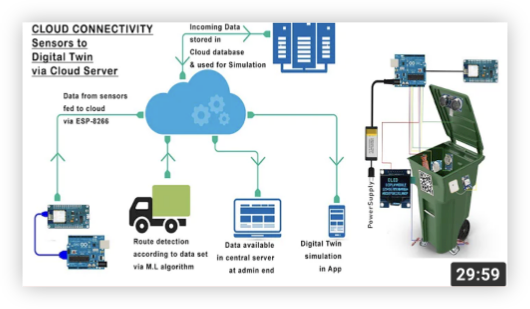 CLOUD CONNECTIVITY
Sensors to
Digital Twin
via Cloud Server
Incoming Data
stored in
Cloud database
& used for Simulation
Data from sensors
fed to cloud
via ESP-8266
Route detection
according to data set
via M.L algorithm
Data available
in central server
at admin end
Digital Twin
simulation
in App
PowerSupply
OLED
29:59